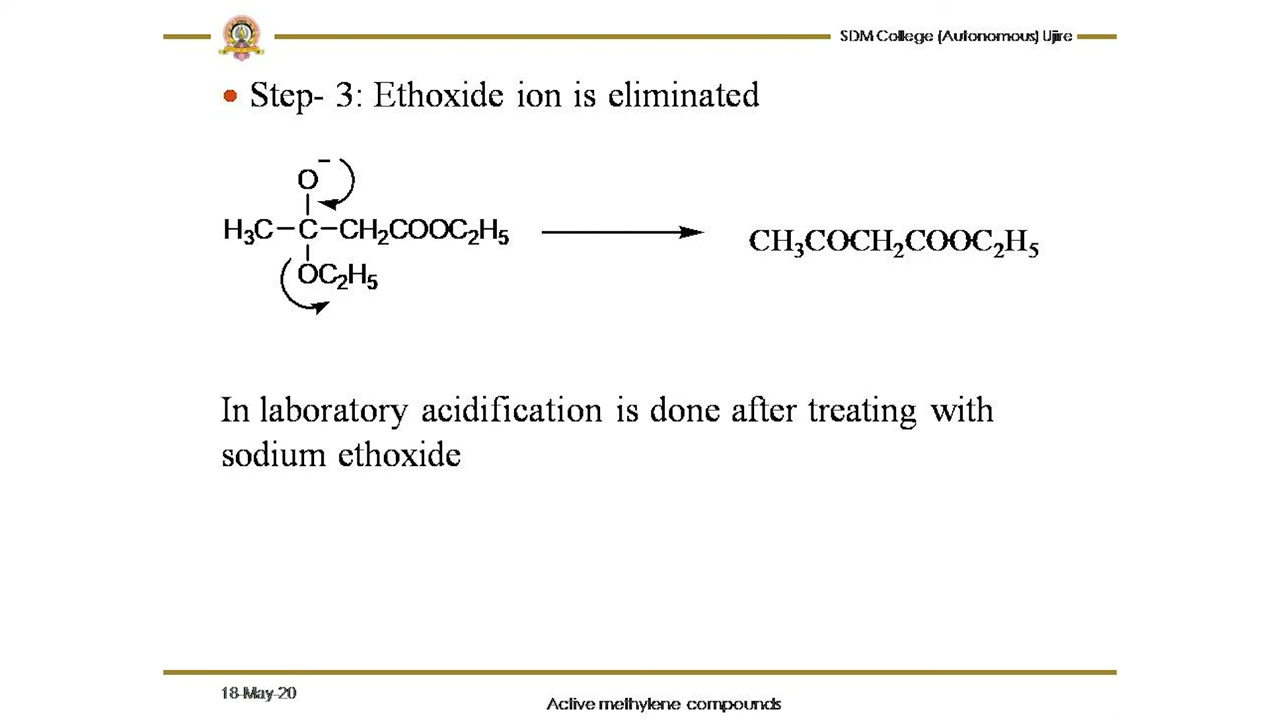 SDM College (Autonomous) Ujire
• Step- 3: Ethoxide ion is eliminated
O⁻
H₃C–C–CH₂COOC₂H₅
OC₂H₅
CH₃COCH₂COOC₂H₅
In laboratory acidification is done after treating with
sodium ethoxide
18-May-20
Active methylene compounds